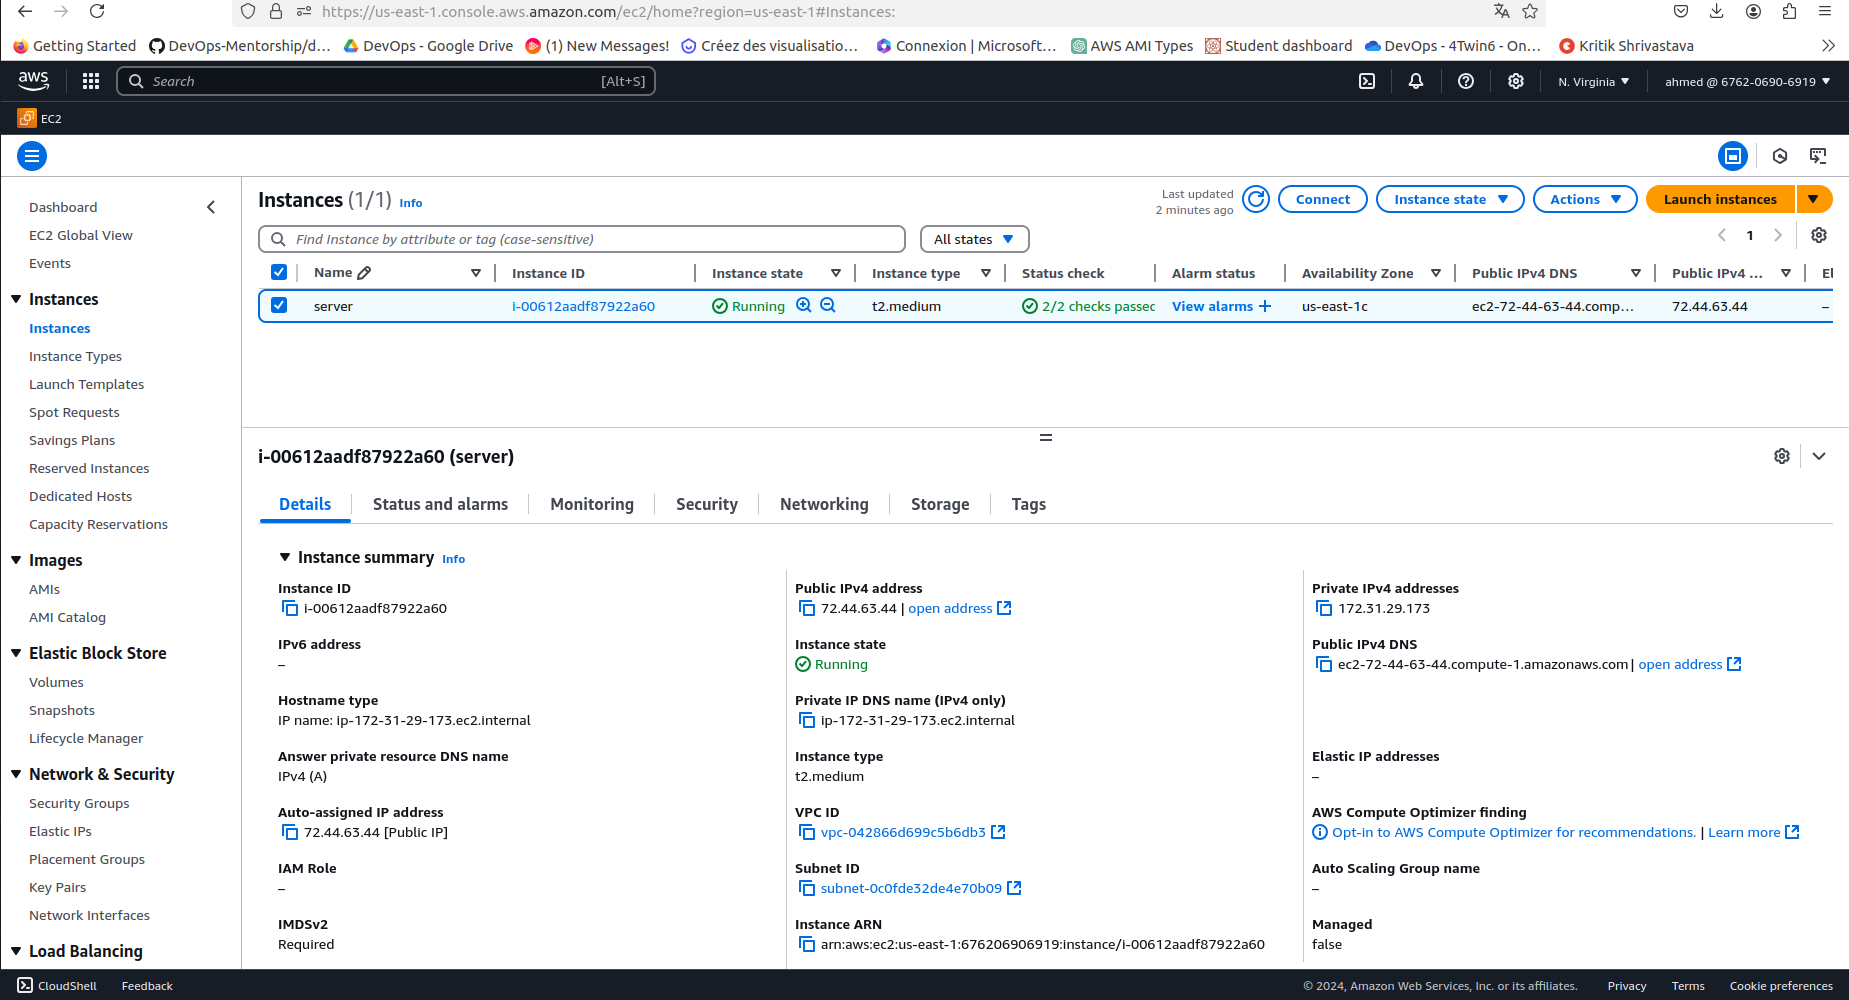 https://us-east-1.console.aws.amazon.com/ec2/home?region=us-east-1#Instances:
Getting Started DevOps-Mentorship/d… DevOps - Google Drive (1) New Messages! Créez des visualisatio… Connexion | Microsoft… AWS AMI Types Student dashboard DevOps - 4Twin6 - On… Kritik Shrivastava
aws Search [Alt+S] N. Virginia ahmed @ 6762-0690-6919
EC2
Dashboard
EC2 Global View
Events
Instances
Instances
Instance Types
Launch Templates
Spot Requests
Savings Plans
Reserved Instances
Dedicated Hosts
Capacity Reservations
Images
AMIs
AMI Catalog
Elastic Block Store
Volumes
Snapshots
Lifecycle Manager
Network & Security
Security Groups
Elastic IPs
Placement Groups
Key Pairs
Network Interfaces
Load Balancing
Instances (1/1) Info
Last updated
2 minutes ago
Connect Instance state Actions Launch instances
Find Instance by attribute or tag (case-sensitive) All states 1
Name Instance ID Instance state Instance type Status check Alarm status Availability Zone Public IPv4 DNS Public IPv4 ... El
server i-00612aadf87922a60 Running t2.medium 2/2 checks passec View alarms + us-east-1c ec2-72-44-63-44.comp… 72.44.63.44 –
i-00612aadf87922a60 (server)
Details Status and alarms Monitoring Security Networking Storage Tags
Instance summary Info
Instance ID
i-00612aadf87922a60
Public IPv4 address
72.44.63.44 | open address
Private IPv4 addresses
172.31.29.173
IPv6 address
–
Instance state
Running
Public IPv4 DNS
ec2-72-44-63-44.compute-1.amazonaws.com | open address
Hostname type
IP name: ip-172-31-29-173.ec2.internal
Private IP DNS name (IPv4 only)
ip-172-31-29-173.ec2.internal
Answer private resource DNS name
IPv4 (A)
Instance type
t2.medium
Elastic IP addresses
–
Auto-assigned IP address
72.44.63.44 [Public IP]
VPC ID
vpc-042866d699c5b6db3
AWS Compute Optimizer finding
Opt-in to AWS Compute Optimizer for recommendations. | Learn more
IAM Role
–
Subnet ID
subnet-0c0fde32de4e70b09
Auto Scaling Group name
–
IMDSv2
Required
Instance ARN
arn:aws:ec2:us-east-1:676206906919:instance/i-00612aadf87922a60
Managed
false
CloudShell Feedback © 2024, Amazon Web Services, Inc. or its affiliates. Privacy Terms Cookie preferences